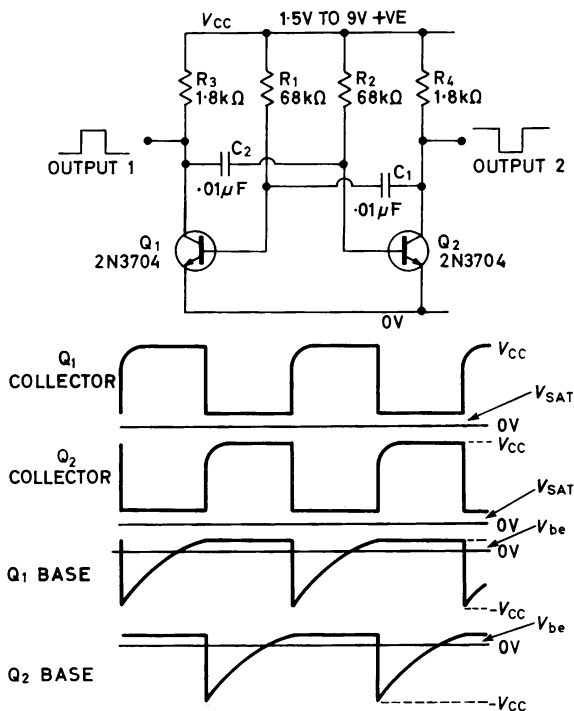 VCC 1·5V TO 9V +VE
R3 1·8kΩ
R1 68kΩ
R2 68kΩ
R4 1·8kΩ
OUTPUT 1
C2
·01µF
C1
·01µF
OUTPUT 2
Q1
2N3704
Q2
2N3704
0V
Q1
COLLECTOR
VCC
VSAT
0V
Q2
COLLECTOR
VCC
VSAT
0V
Q1 BASE
Vbe
0V
-VCC
Q2 BASE
Vbe
0V
-VCC